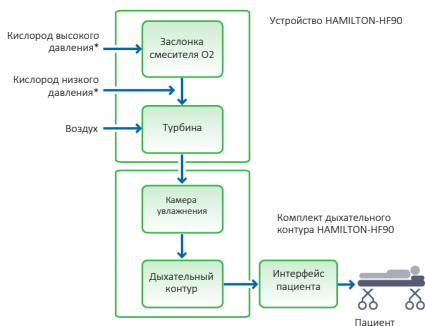 Устройство HAMILTON-HF90
Кислород высокого
давления*
Заслонка
смесителя O2
Кислород низкого
давления*
Воздух
Турбина
Камера
увлажнения
Комплект дыхательного
контура HAMILTON-HF90
Дыхательный
контур
Интерфейс
пациента
Пациент